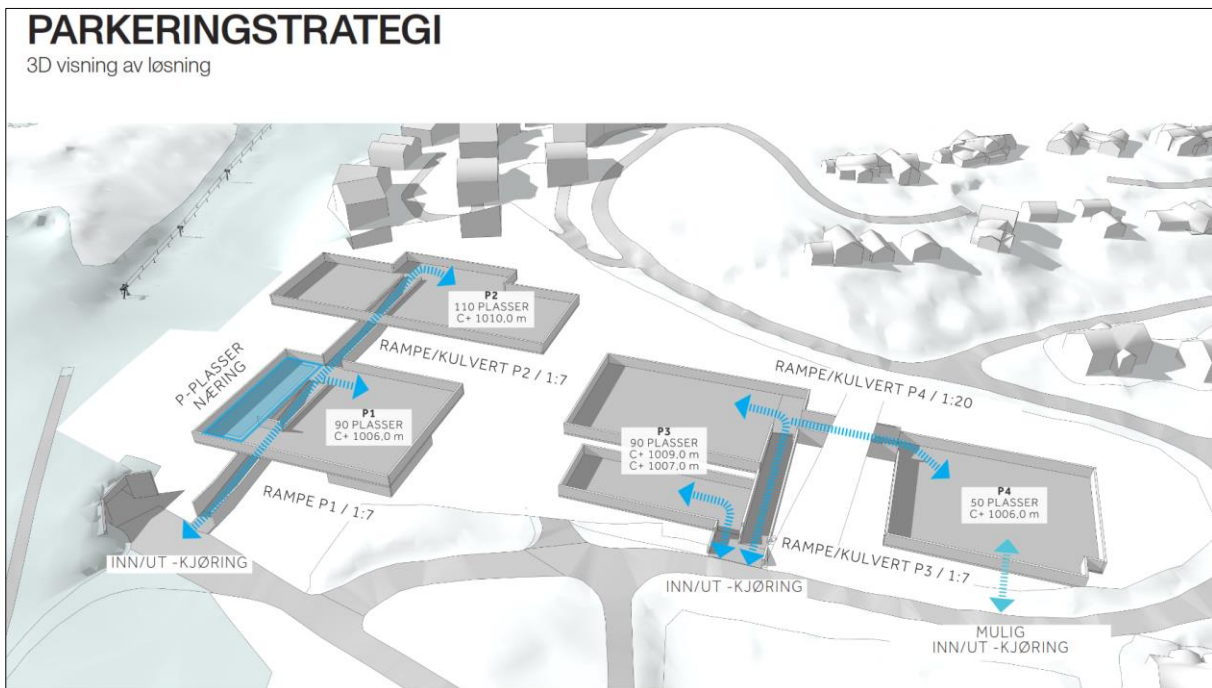 PARKERINGSTRATEGI
3D visning av løsning
P2
110 PLASSER
C+ 1010,0 m
RAMPE/KULVERT P2 / 1:7
P-PLASSER
NÆRING
P1
90 PLASSER
C+ 1006,0 m
RAMPE P1 / 1:7
INN/UT -KJØRING
RAMPE/KULVERT P4 / 1:20
P3
90 PLASSER
C+ 1009,0 m
C+ 1007,0 m
P4
50 PLASSER
C+ 1006,0 m
RAMPE/KULVERT P3 / 1:7
INN/UT -KJØRING
MULIG
INN/UT -KJØRING